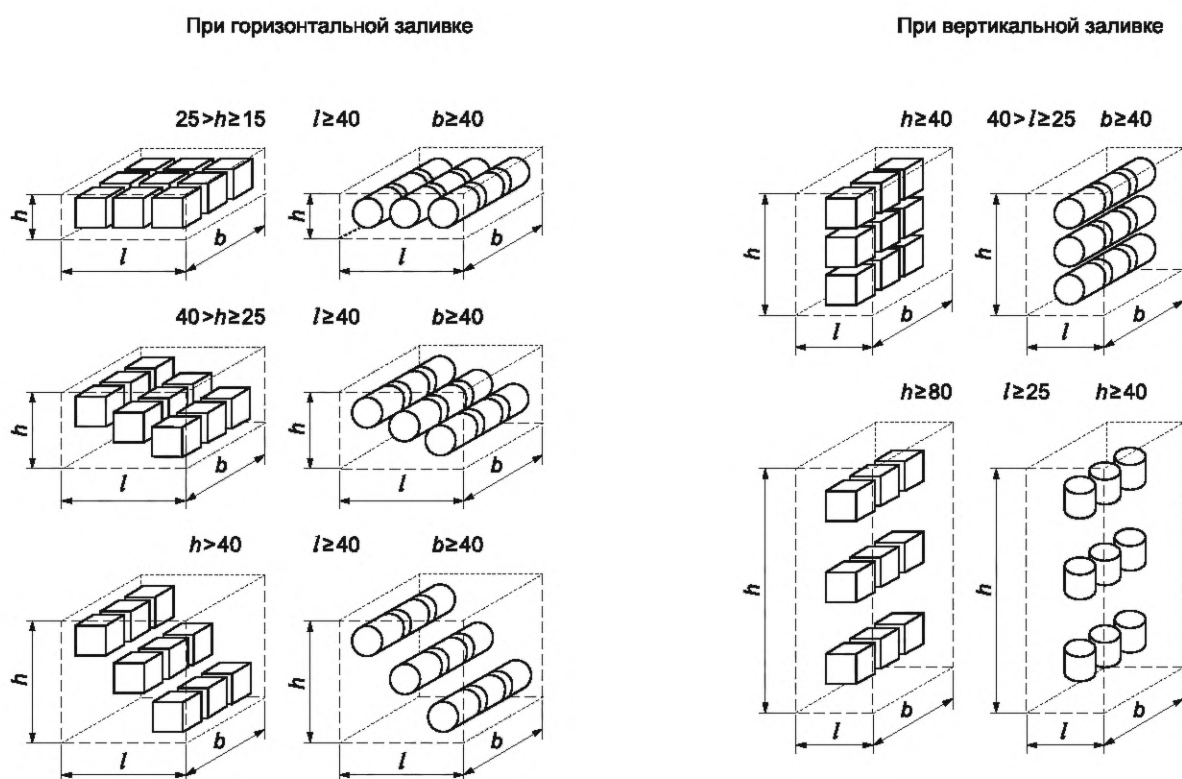 При горизонтальной заливке
При вертикальной заливке
25>h≥15 l≥40 b≥40
h
l
b
h
l
b
40>h≥25 l≥40 b≥40
h
l
b
h
l
b
h>40 l≥40 b≥40
h
l
b
h
l
b
h≥40 40>l≥25 b≥40
h
l
b
h
l
b
h≥80 l≥25 h≥40
h
l
b
h
l
b